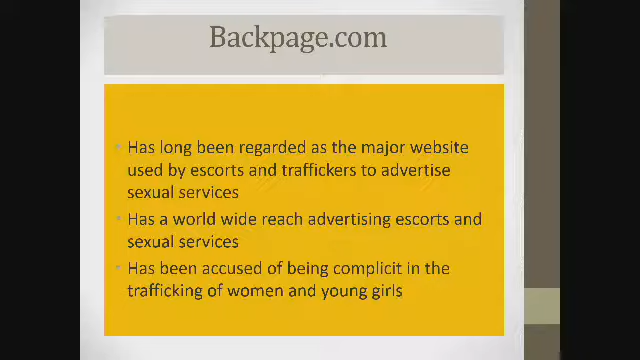 Backpage.com
Has long been regarded as the major website
used by escorts and traffickers to advertise
sexual services
Has a world wide reach advertising escorts and
sexual services
Has been accused of being complicit in the
trafficking of women and young girls